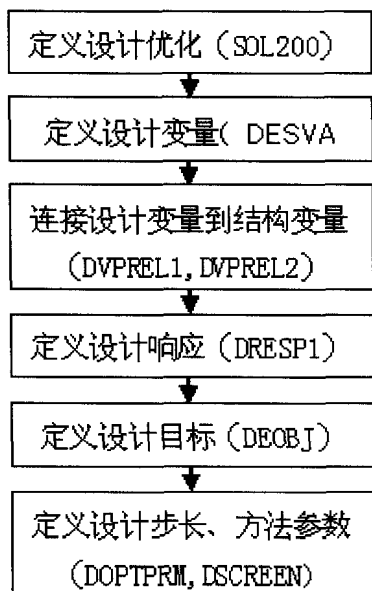 定义设计优化（SOL200）
定义设计变量( DESVA
连接设计变量到结构变量
(DVPREL1,DVPREL2)
定义设计响应（DRESP1）
定义设计目标（DEOBJ）
定义设计步长、方法参数
(DOPTPRM,DSCREEN)